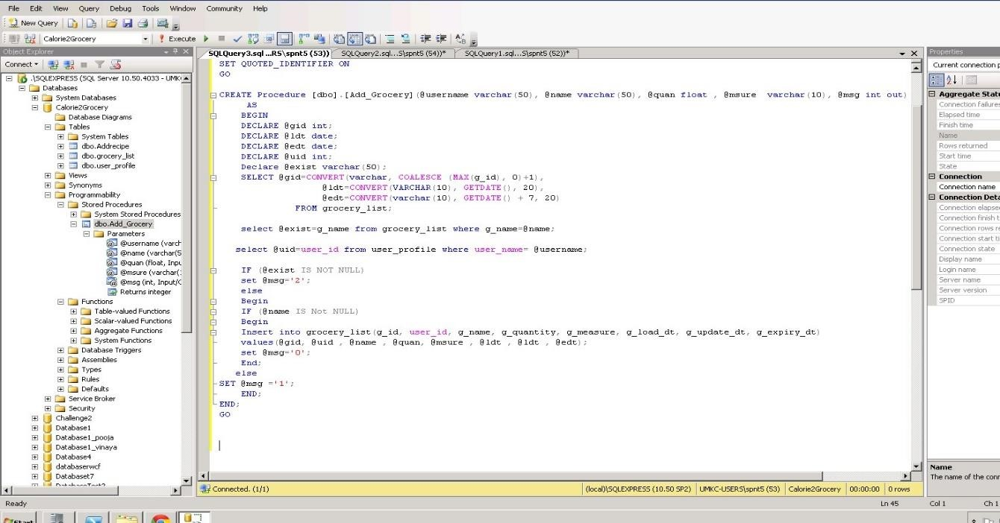 File Edit View Query Debug Tools Window Community Help
New Query
Calorie2Grocery Execute
Object Explorer
Connect
.\SQLEXPRESS (SQL Server 10.50.4033 - UMK
Databases
System Databases
Calorie2Grocery
Database Diagrams
Tables
System Tables
dbo.Addrecipe
dbo.grocery_list
dbo.user_profile
Views
Synonyms
Programmability
Stored Procedures
System Stored Procedures
dbo.Add_Grocery
Parameters
@username (varch
@name (varchar(5
@quan (float, Inpu
@msure (varchar(
@msg (int, Input/O
Returns integer
Functions
Table-valued Functions
Scalar-valued Functions
Aggregate Functions
System Functions
Database Triggers
Assemblies
Types
Rules
Defaults
Service Broker
Security
Challenge2
Database1
Database1_pooja
Database1_vinaya
Database4
databaserwcf
Databaset7
SQLQuery3.sql ...RS\spnt5 (53)) SQLQuery2.sql...S\spnt5 (54))* SQLQuery1.sql...S\spnt5 (52))*
SET QUOTED_IDENTIFIER ON
GO
CREATE Procedure [dbo].[Add_Grocery](@username varchar(50), @name varchar(50), @quan float , @msure varchar(10), @msg int out)
AS
BEGIN
DECLARE @gid int;
DECLARE @ldt date;
DECLARE @edt date;
DECLARE @uid int;
Declare @exist varchar(50);
SELECT @gid=CONVERT(varchar, COALESCE (MAX(g_id), 0)+1),
@ldt=CONVERT(VARCHAR(10), GETDATE(), 20),
@edt=CONVERT(varchar(10), GETDATE() + 7, 20)
FROM grocery_list;
select @exist=g_name from grocery_list where g_name=@name;
select @uid=user_id from user_profile where user_name= @username;
IF (@exist IS NOT NULL)
set @msg='2';
else
Begin
IF (@name IS Not NULL)
Begin
Insert into grocery_list(g_id, user_id, g_name, g_quantity, g_measure, g_load_dt, g_update_dt, g_expiry_dt)
values(@gid, @uid , @name , @quan, @msure , @ldt , @ldt , @edt);
set @msg='0';
End;
else
SET @msg ='1';
END;
END;
GO
Connected. (1/1) (local)\SQLEXPRESS (10.50 SP2) UMKC-USERS\spnt5 (53) Calorie2Grocery 00:00:00 0 rows
Properties
Current connection p
Aggregate Statu
Connection failures
Elapsed time
Finish time
Name
Rows returned
Start time
State
Connection
Connection name
Connection Deta
Connection elapse
Connection finish t
Connection rows re
Connection start ti
Connection state
Display name
Login name
Server name
Server version
SPID
Name
The name of the conn
Ready Ln 45 Col 1 Ch 1
Start